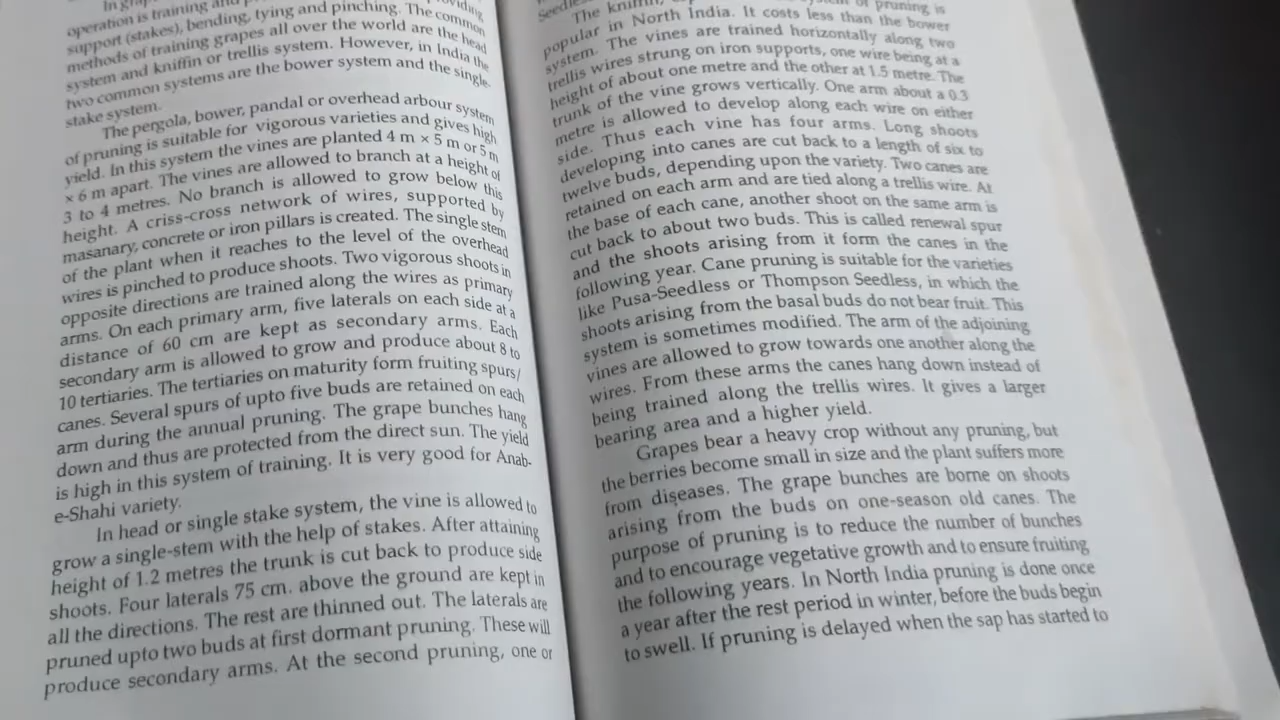 In grap
operation is training and providing
support (stakes), bending, tying and pinching. The common
methods of training grapes all over the world are the head
system and kniffin or trellis system. However, in India the
two common systems are the bower system and the single-
stake system.
The pergola, bower, pandal or overhead arbour system
of pruning is suitable for vigorous varieties and gives high
yield. In this system the vines are planted 4 m × 5 m or 5 m
× 6 m apart. The vines are allowed to branch at a height of
3 to 4 metres. No branch is allowed to grow below this
height. A criss-cross network of wires, supported by
masanary, concrete or iron pillars is created. The single stem
of the plant when it reaches to the level of the overhead
wires is pinched to produce shoots. Two vigorous shoots in
opposite directions are trained along the wires as primary
arms. On each primary arm, five laterals on each side at a
distance of 60 cm are kept as secondary arms. Each
secondary arm is allowed to grow and produce about 8 to
10 tertiaries. The tertiaries on maturity form fruiting spurs/
canes. Several spurs of upto five buds are retained on each
arm during the annual pruning. The grape bunches hang
down and thus are protected from the direct sun. The yield
is high in this system of training. It is very good for Anab-
e-Shahi variety.
In head or single stake system, the vine is allowed to
grow a single-stem with the help of stakes. After attaining
height of 1.2 metres the trunk is cut back to produce side
shoots. Four laterals 75 cm. above the ground are kept in
all the directions. The rest are thinned out. The laterals are
pruned upto two buds at first dormant pruning. These will
produce secondary arms. At the second pruning, one or
Seedless
The kniffin, system of pruning is
popular in North India. It costs less than the bower
system. The vines are trained horizontally along two
trellis wires strung on iron supports, one wire being at a
height of about one metre and the other at 1.5 metre. The
trunk of the vine grows vertically. One arm about a 0.3
metre is allowed to develop along each wire on either
side. Thus each vine has four arms. Long shoots
developing into canes are cut back to a length of six to
twelve buds, depending upon the variety. Two canes are
retained on each arm and are tied along a trellis wire. At
the base of each cane, another shoot on the same arm is
cut back to about two buds. This is called renewal spur
and the shoots arising from it form the canes in the
following year. Cane pruning is suitable for the varieties
like Pusa-Seedless or Thompson Seedless, in which the
shoots arising from the basal buds do not bear fruit. This
system is sometimes modified. The arm of the adjoining
vines are allowed to grow towards one another along the
wires. From these arms the canes hang down instead of
being trained along the trellis wires. It gives a larger
bearing area and a higher yield.
Grapes bear a heavy crop without any pruning, but
the berries become small in size and the plant suffers more
from diseases. The grape bunches are borne on shoots
arising from the buds on one-season old canes. The
purpose of pruning is to reduce the number of bunches
and to encourage vegetative growth and to ensure fruiting
the following years. In North India pruning is done once
a year after the rest period in winter, before the buds begin
to swell. If pruning is delayed when the sap has started to